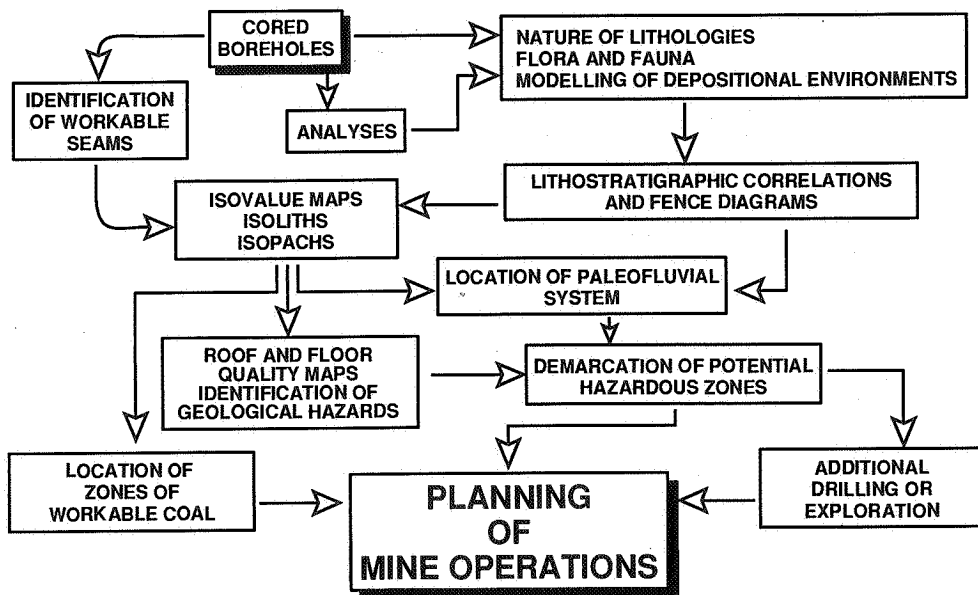 CORED
BOREHOLES
NATURE OF LITHOLOGIES
FLORA AND FAUNA
MODELLING OF DEPOSITIONAL ENVIRONMENTS
IDENTIFICATION
OF WORKABLE
SEAMS
ANALYSES
ISOVALUE MAPS
ISOLITHS
ISOPACHS
LITHOSTRATIGRAPHIC CORRELATIONS
AND FENCE DIAGRAMS
LOCATION OF PALEOFLUVIAL
SYSTEM
ROOF AND FLOOR
QUALITY MAPS
IDENTIFICATION OF
GEOLOGICAL HAZARDS
DEMARCATION OF POTENTIAL
HAZARDOUS ZONES
LOCATION OF
ZONES OF
WORKABLE COAL
PLANNING
OF
MINE OPERATIONS
ADDITIONAL
DRILLING OR
EXPLORATION